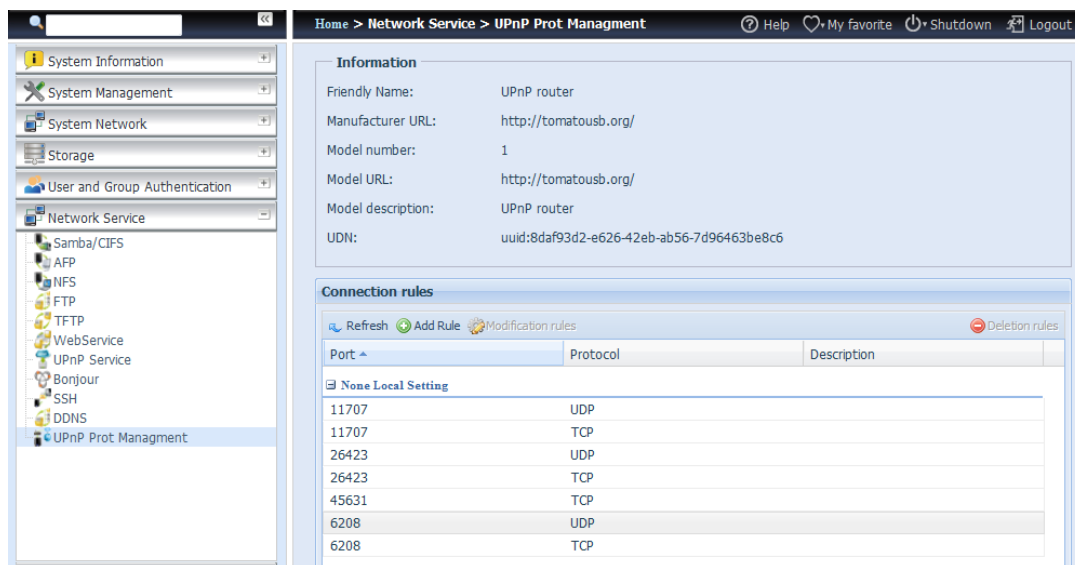 Home > Network Service > UPnP Prot Managment
Help
My favorite
Shutdown
Logout
System Information
System Management
System Network
Storage
User and Group Authentication
Network Service
Samba/CIFS
AFP
NFS
FTP
TFTP
WebService
UPnP Service
Bonjour
SSH
DDNS
UPnP Prot Managment
Information
Friendly Name: UPnP router
Manufacturer URL: http://tomatousb.org/
Model number: 1
Model URL: http://tomatousb.org/
Model description: UPnP router
UDN: uuid:8daf93d2-e626-42eb-ab56-7d96463be8c6
Connection rules
Refresh Add Rule Modification rules Deletion rules
Port Protocol Description
None Local Setting
11707 UDP
11707 TCP
26423 UDP
26423 TCP
45631 TCP
6208 UDP
6208 TCP